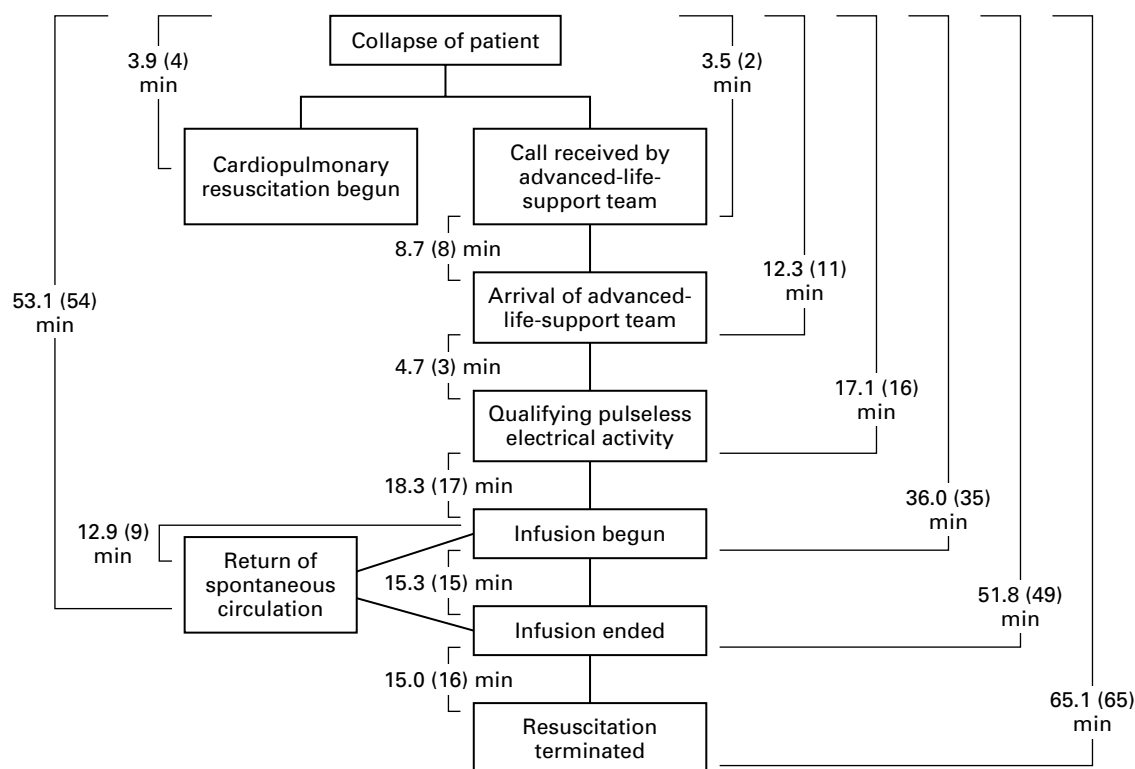 Collapse of patient
3.9 (4)
min
3.5 (2)
min
Cardiopulmonary
resuscitation begun
Call received by
advanced-life-
support team
8.7 (8) min
12.3 (11)
min
53.1 (54)
min
Arrival of advanced-
life-support team
4.7 (3) min
17.1 (16)
min
Qualifying pulseless
electrical activity
18.3 (17) min
36.0 (35)
min
12.9 (9)
min
Infusion begun
Return of
spontaneous
circulation
15.3 (15) min
51.8 (49)
min
Infusion ended
15.0 (16) min
65.1 (65)
min
Resuscitation
terminated